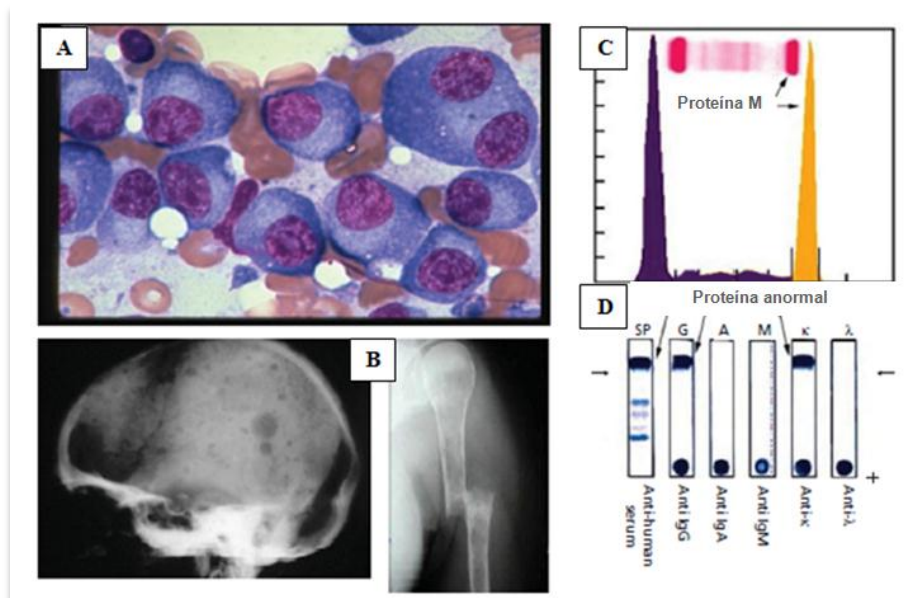 A
B
C
Proteína M
D
Proteína anormal
SP G A M κ λ
+
Anti-human
serum
Anti IgG
Anti IgA
Anti IgM
Anti-κ
Anti-λ